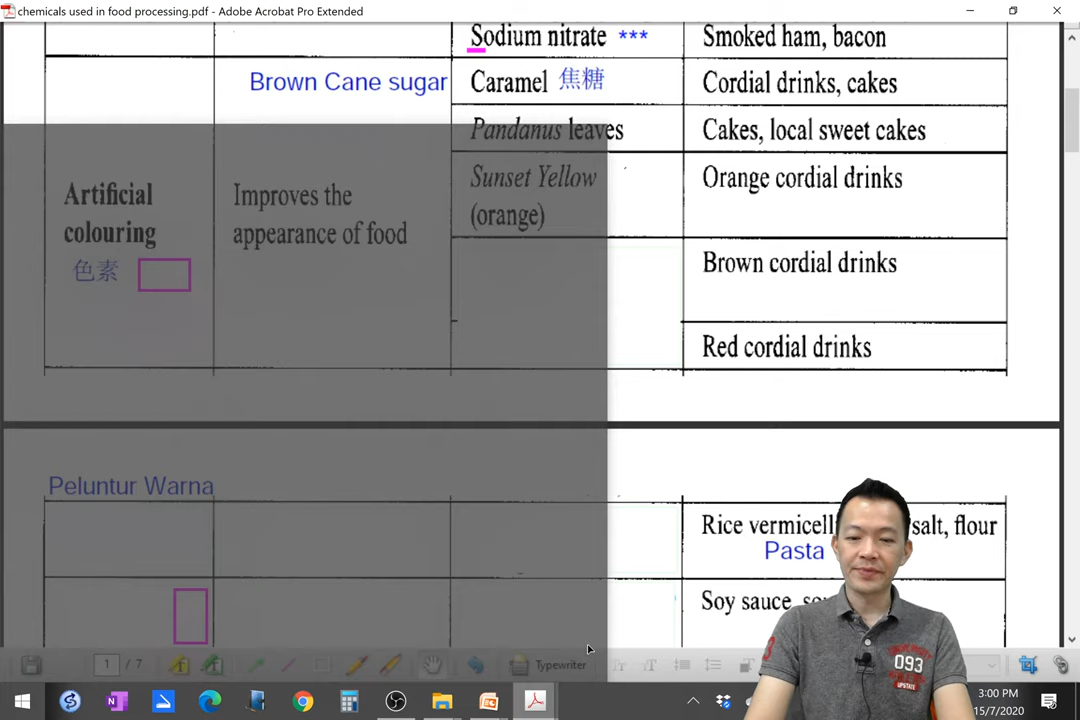 chemicals used in food processing.pdf - Adobe Acrobat Pro Extended
Sodium nitrate *** Smoked ham, bacon
Brown Cane sugar Caramel 焦糖 Cordial drinks, cakes
Pandanus leaves Cakes, local sweet cakes
Artificial colouring 色素
Improves the appearance of food
Sunset Yellow (orange)
Orange cordial drinks
Brown cordial drinks
Red cordial drinks
Peluntur Warna
Rice salt, flour
Pasta
Soy sauce,
1 / 7
Typewriter
093
UPSTATE
3
3:00 PM
15/7/2020